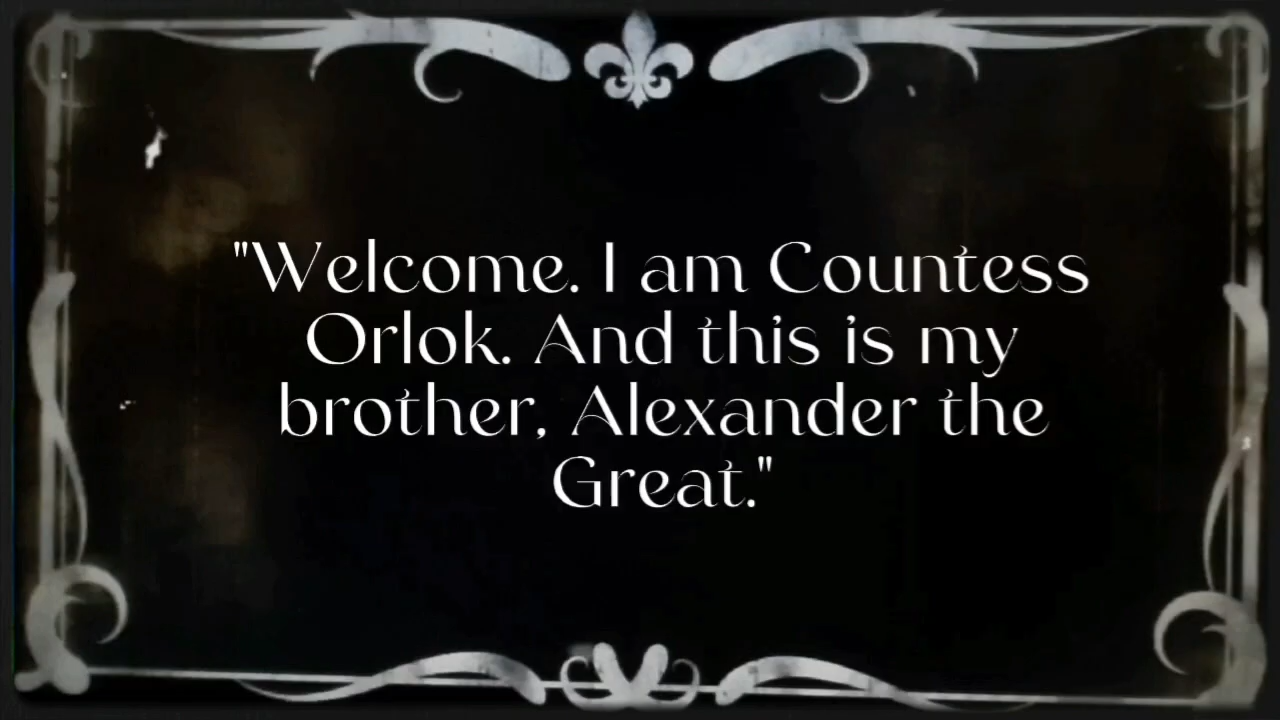 "Welcome. I am Countess
Orlok. And this is my
brother, Alexander the
Great."